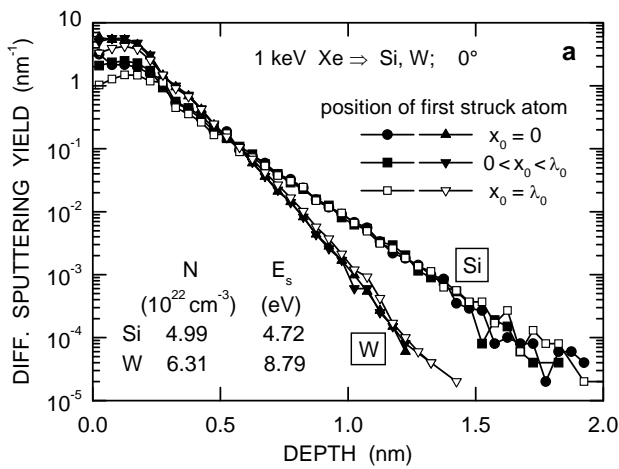 10
1
10⁻¹
10⁻²
10⁻³
10⁻⁴
10⁻⁵
DIFF. SPUTTERING YIELD (nm⁻¹)
1 keV Xe ⇒ Si, W; 0°
a
position of first struck atom
x₀ = 0
0 < x₀ < λ₀
x₀ = λ₀
Si
W
N E_s
(10²² cm⁻³) (eV)
Si 4.99 4.72
W 6.31 8.79
0.0 0.5 1.0 1.5 2.0
DEPTH (nm)